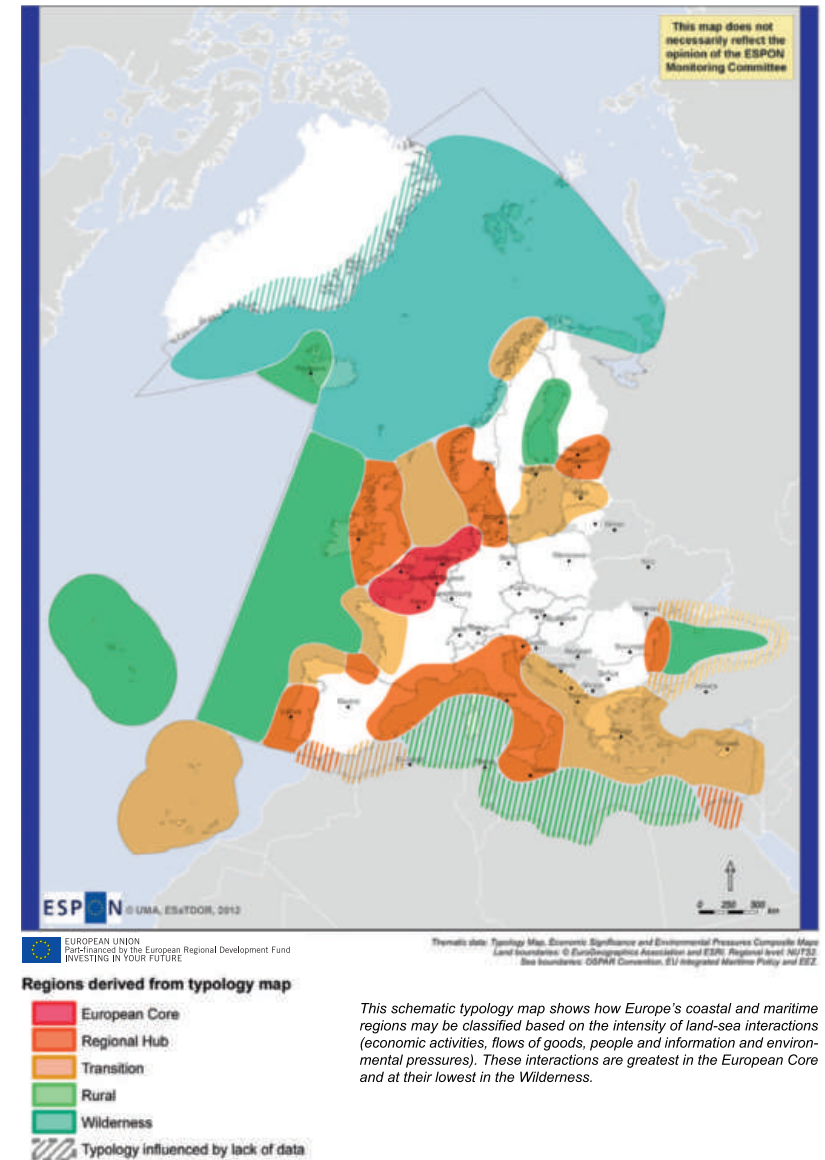 This map does not
necessarily reflect the
opinion of the ESPON
Monitoring Committee
Madrid
ESPON © UMA, ESaTDOR, 2012
0 250 500
km
EUROPEAN UNION
Part-financed by the European Regional Development Fund
INVESTING IN YOUR FUTURE
Thematic data: Typology Map, Economic Significance and Environmental Pressures Composite Maps
Land boundaries: © EuroGeographics Association and ESRI. Regional level: NUTS2.
Sea boundaries: OSPAR Convention, EU Integrated Maritime Policy and EEZ.
Regions derived from typology map
European Core
Regional Hub
Transition
Rural
Wilderness
Typology influenced by lack of data
This schematic typology map shows how Europe's coastal and maritime
regions may be classified based on the intensity of land-sea interactions
(economic activities, flows of goods, people and information and environ-
mental pressures). These interactions are greatest in the European Core
and at their lowest in the Wilderness.